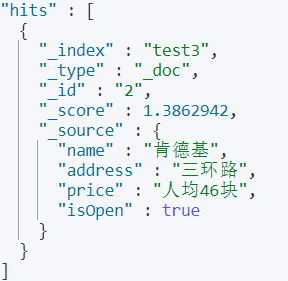 "hits" : [
{
"_index" : "test3",
"_type" : "_doc",
"_id" : "2",
"_score" : 1.3862942,
"_source" : {
"name" : "肯德基",
"address" : "三环路",
"price" : "人均46块",
"isOpen" : true
}
}
]